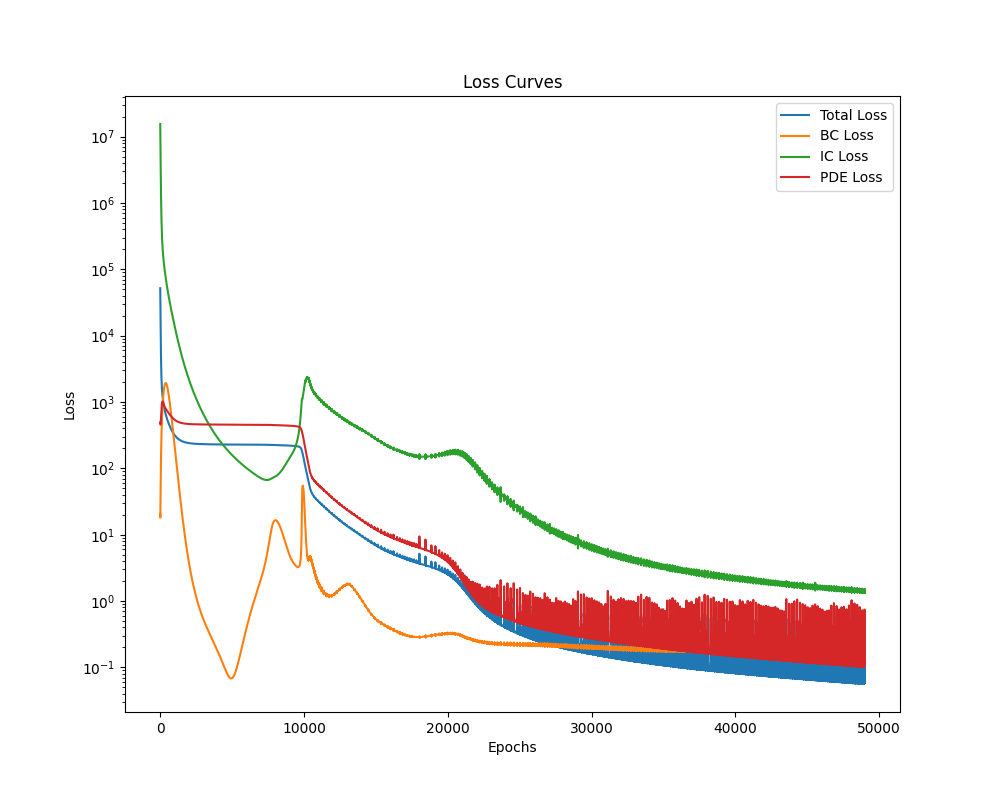 Loss Curves
Total Loss
BC Loss
IC Loss
PDE Loss
10⁷
10⁶
10⁵
10⁴
10³
10²
10¹
10⁰
10⁻¹
Loss
0 10000 20000 30000 40000 50000
Epochs